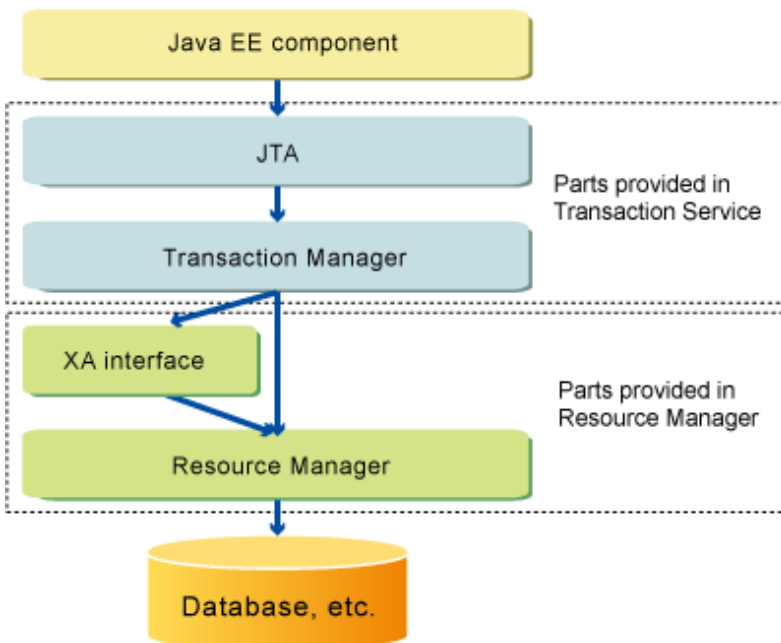 Java EE component
JTA
Parts provided in
Transaction Service
Transaction Manager
XA interface
Parts provided in
Resource Manager
Resource Manager
Database, etc.